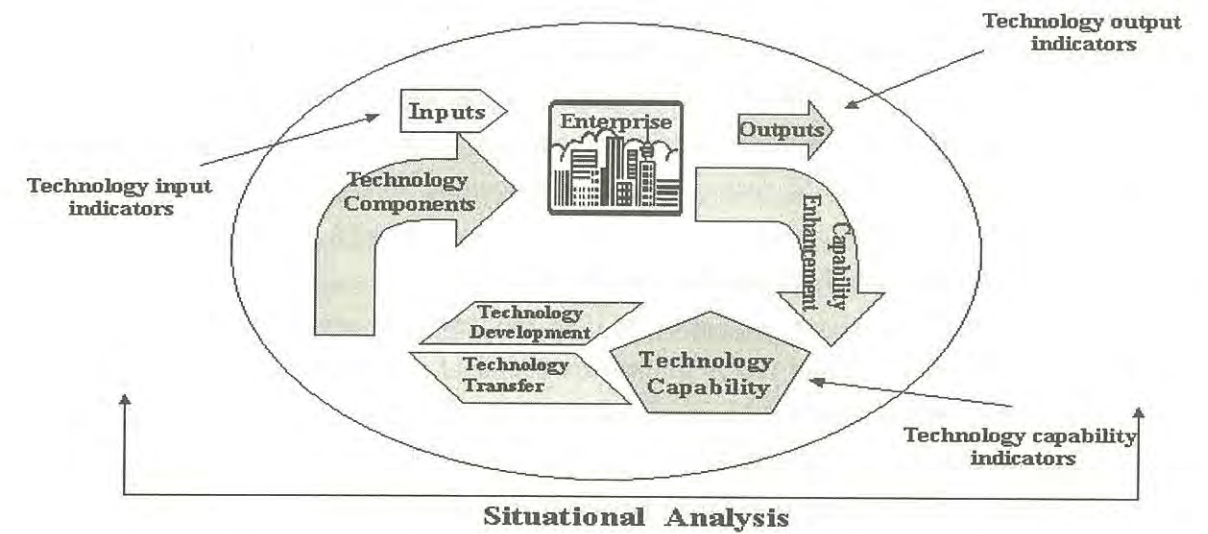 Technology output
indicators
Inputs
Enterprise
Outputs
Technology input
indicators
Technology
Components
Capability
Enhancement
Technology
Development
Technology
Transfer
Technology
Capability
Technology capability
indicators
Situational Analysis